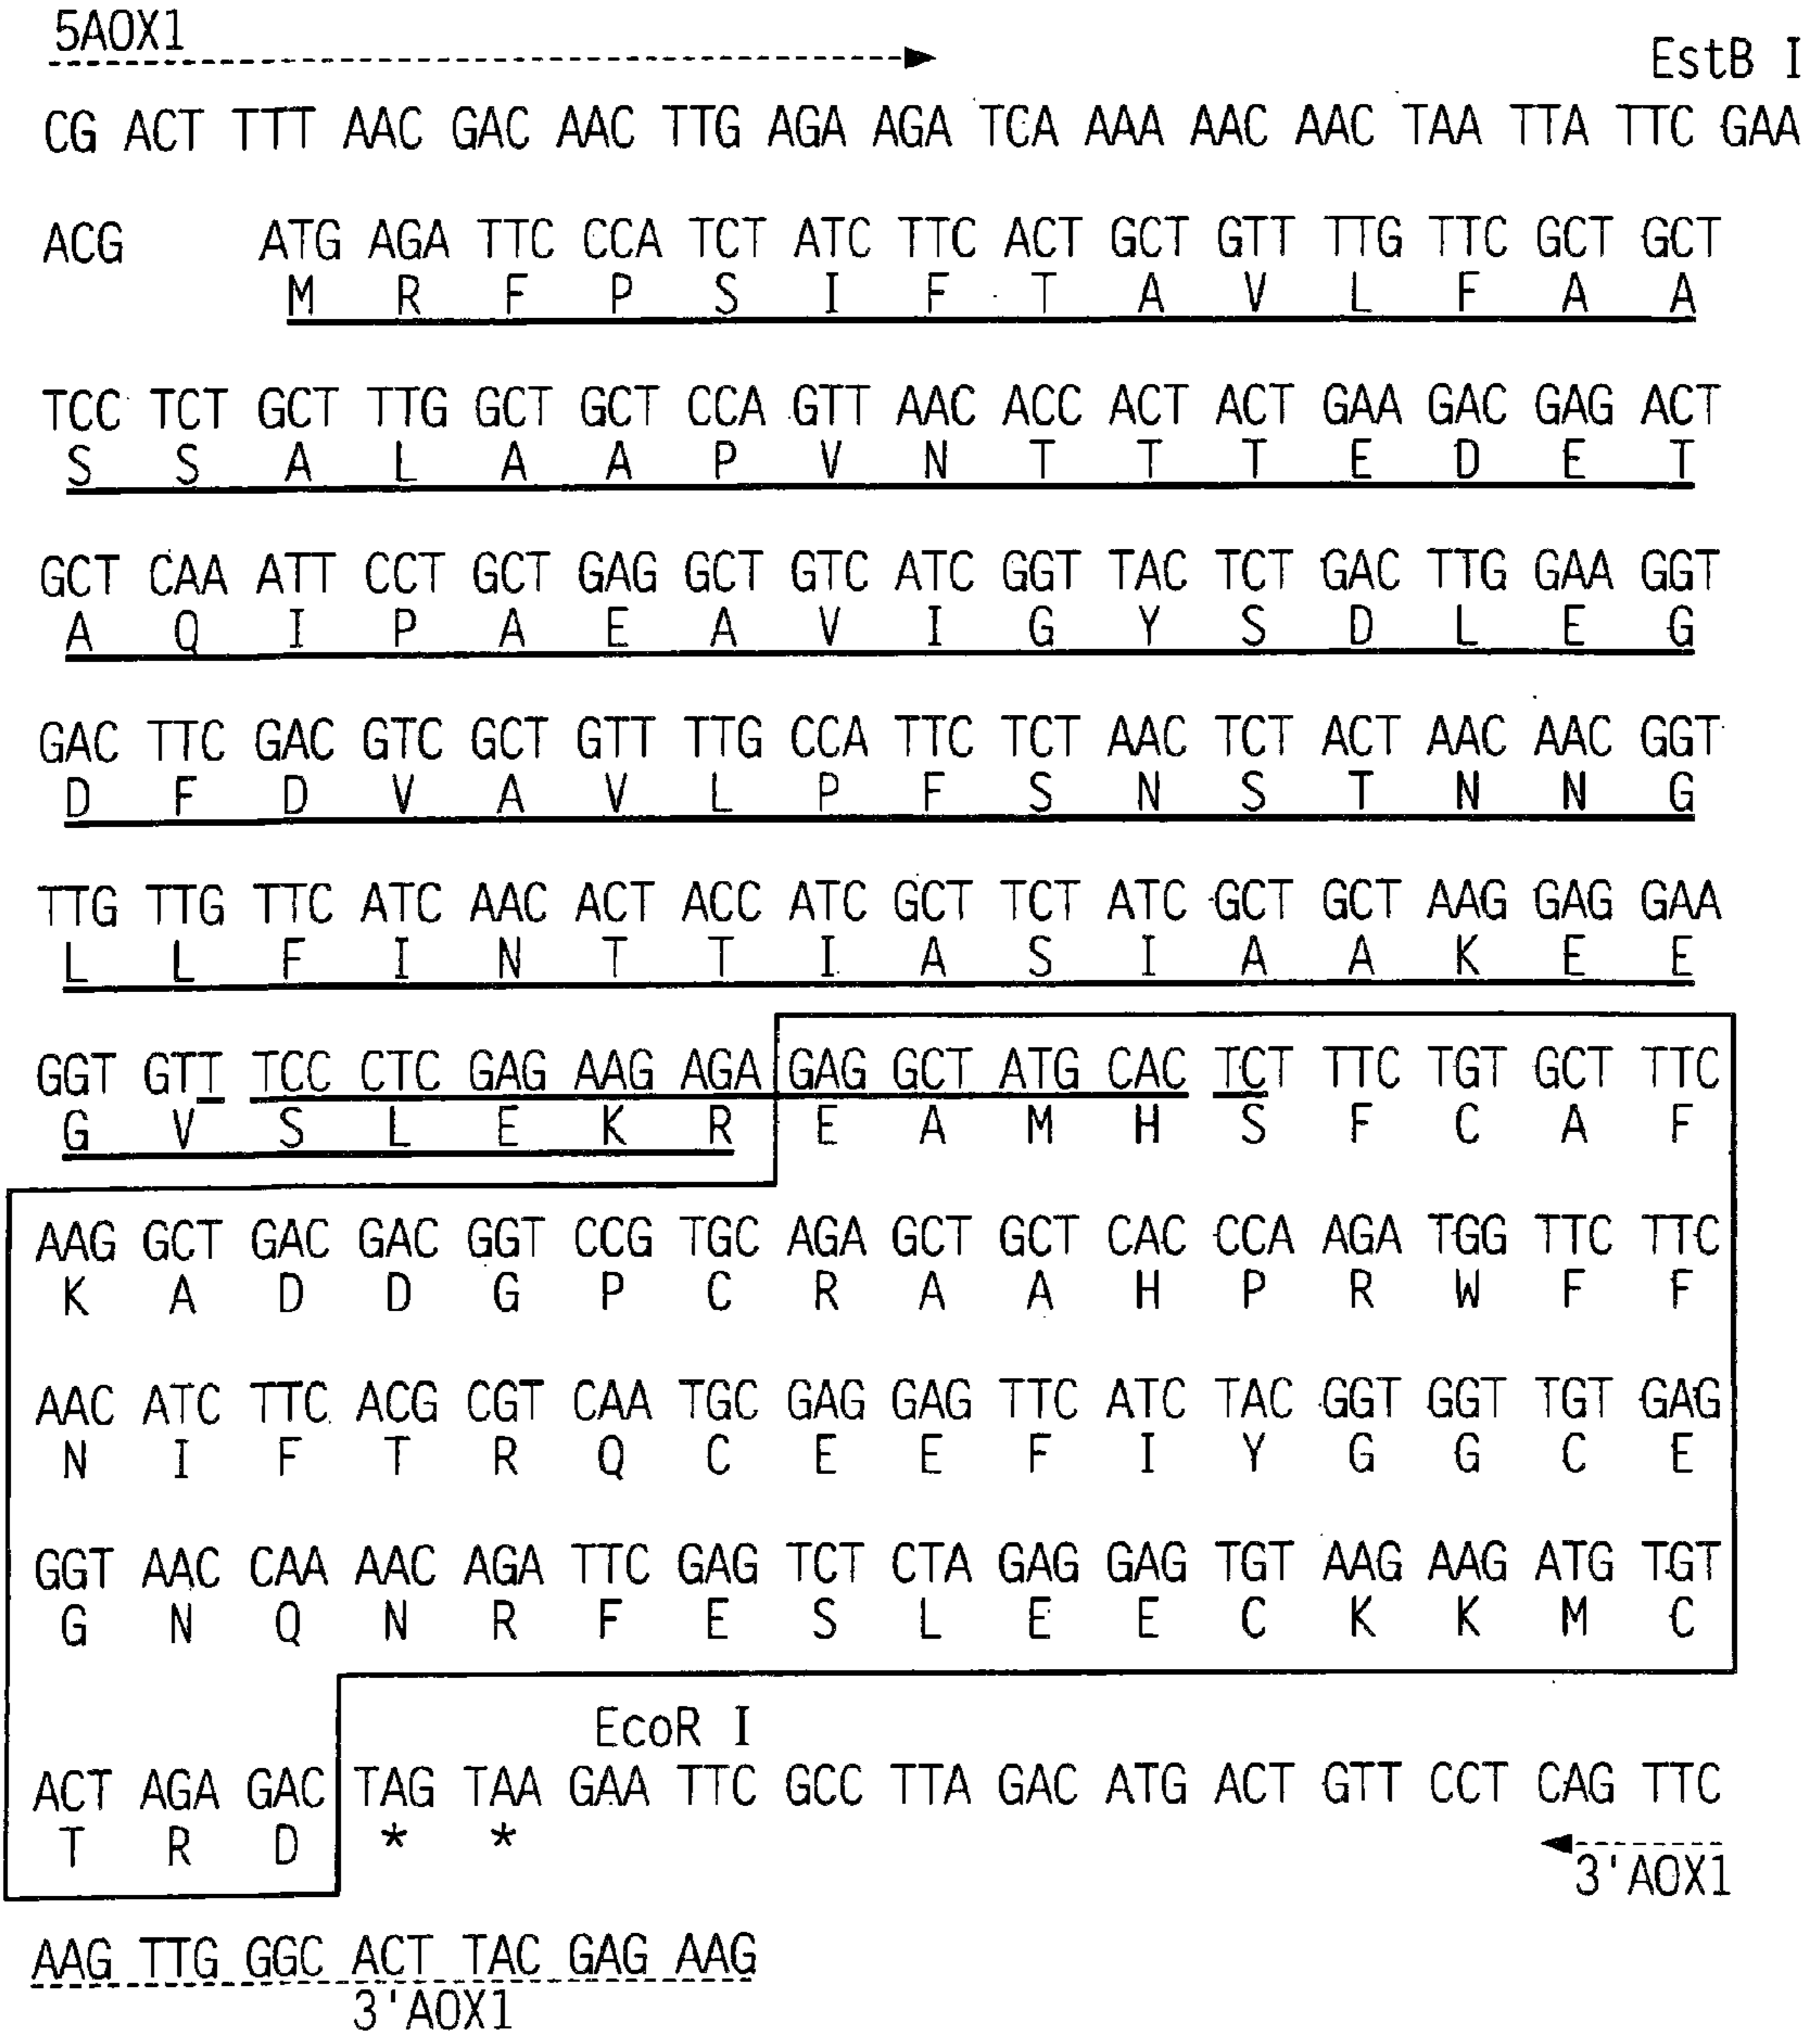 5AOX1
EstB I
CG ACT TTT AAC GAC AAC TTG AGA AGA TCA AAA AAC AAC TAA TTA TTC GAA
ACG ATG AGA TTC CCA TCT ATC TTC ACT GCT GTT TTG TTC GCT GCT
M R F P S I F T A V L F A A
TCC TCT GCT TTG GCT GCT CCA GTT AAC ACC ACT ACT GAA GAC GAG ACT
S S A L A A P V N T T T E D E T
GCT CAA ATT CCT GCT GAG GCT GTC ATC GGT TAC TCT GAC TTG GAA GGT
A Q I P A E A V I G Y S D L E G
GAC TTC GAC GTC GCT GTT TTG CCA TTC TCT AAC TCT ACT AAC AAC GGT
D F D V A V L P F S N S T N N G
TTG TTG TTC ATC AAC ACT ACC ATC GCT TCT ATC GCT GCT AAG GAG GAA
L L F I N T T I A S I A A K E E
GGT GTT TCC CTC GAG AAG AGA GAG GCT ATG CAC TCT TTC TGT GCT TTC
G V S L E K R E A M H S F C A F
AAG GCT GAC GAC GGT CCG TGC AGA GCT GCT CAC CCA AGA TGG TTC TTC
K A D D G P C R A A H P R W F F
AAC ATC TTC ACG CGT CAA TGC GAG GAG TTC ATC TAC GGT GGT TGT GAG
N I F T R Q C E E F I Y G G C E
GGT AAC CAA AAC AGA TTC GAG TCT CTA GAG GAG TGT AAG AAG ATG TGT
G N Q N R F E S L E E C K K M C
EcoR I
ACT AGA GAC TAG TAA GAA TTC GCC TTA GAC ATG ACT GTT CCT CAG TTC
T R D * *
3'AOX1
AAG TTG GGC ACT TAC GAG AAG
3'AOX1